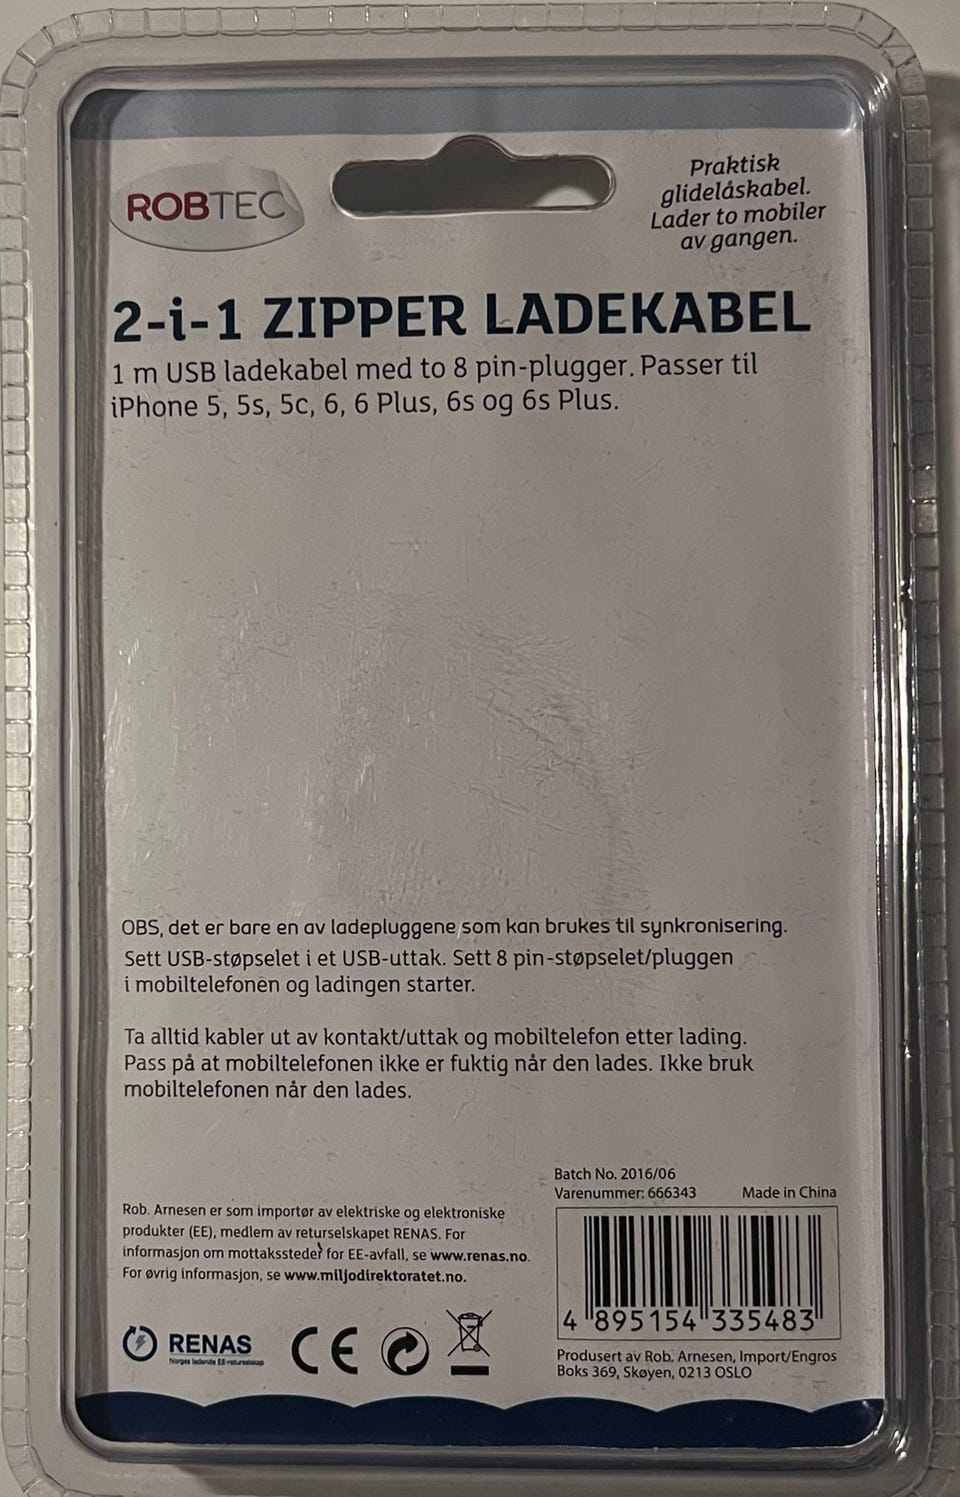 ROBTEC
Praktisk
glidelåskabel.
Lader to mobiler
av gangen.
2-i-1 ZIPPER LADEKABEL
1 m USB ladekabel med to 8 pin-plugger. Passer til
iPhone 5, 5s, 5c, 6, 6 Plus, 6s og 6s Plus.
OBS, det er bare en av ladepluggene som kan brukes til synkronisering.
Sett USB-støpselet i et USB-uttak. Sett 8 pin-støpselet/pluggen
i mobiltelefonen og ladingen starter.
Ta alltid kabler ut av kontakt/uttak og mobiltelefon etter lading.
Pass på at mobiltelefonen ikke er fuktig når den lades. Ikke bruk
mobiltelefonen når den lades.
Rob. Arnesen er som importør av elektriske og elektroniske
produkter (EE), medlem av returselskapet RENAS. For
informasjon om mottakssteder for EE-avfall, se www.renas.no.
For øvrig informasjon, se www.miljodirektoratet.no.
RENAS
Norges ledende EE-returselskap
CE
Batch No. 2016/06
Varenummer: 666343 Made in China
4 895154 335483
Produsert av Rob. Arnesen, Import/Engros
Boks 369, Skøyen, 0213 OSLO